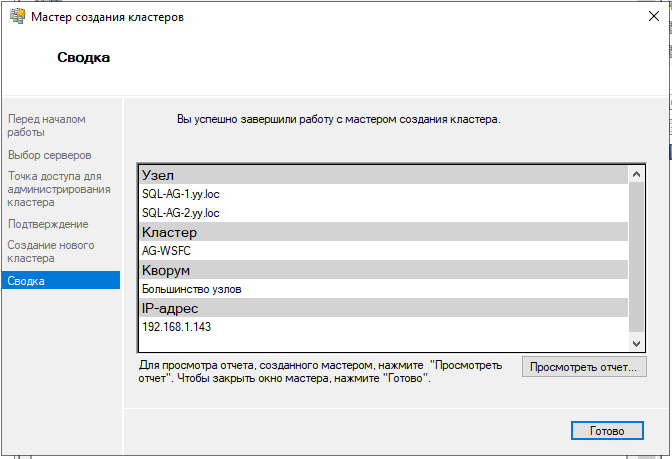 Мастер создания кластеров
Сводка
Перед началом
работы
Выбор серверов
Точка доступа для
администрирования
кластера
Подтверждение
Создание нового
кластера
Сводка
Вы успешно завершили работу с мастером создания кластера.
Узел
SQL-AG-1.yy.loc
SQL-AG-2.yy.loc
Кластер
AG-WSFC
Кворум
Большинство узлов
IP-адрес
192.168.1.143
Для просмотра отчета, созданного мастером, нажмите "Просмотреть
отчет". Чтобы закрыть окно мастера, нажмите "Готово".
Просмотреть отчет...
Готово